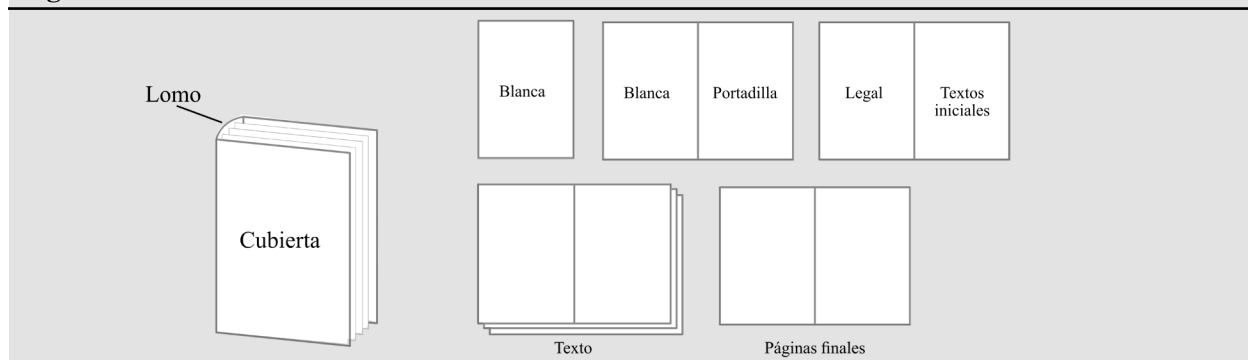 Lomo
Cubierta
Blanca
Blanca
Portadilla
Legal
Textos
iniciales
Texto
Páginas finales